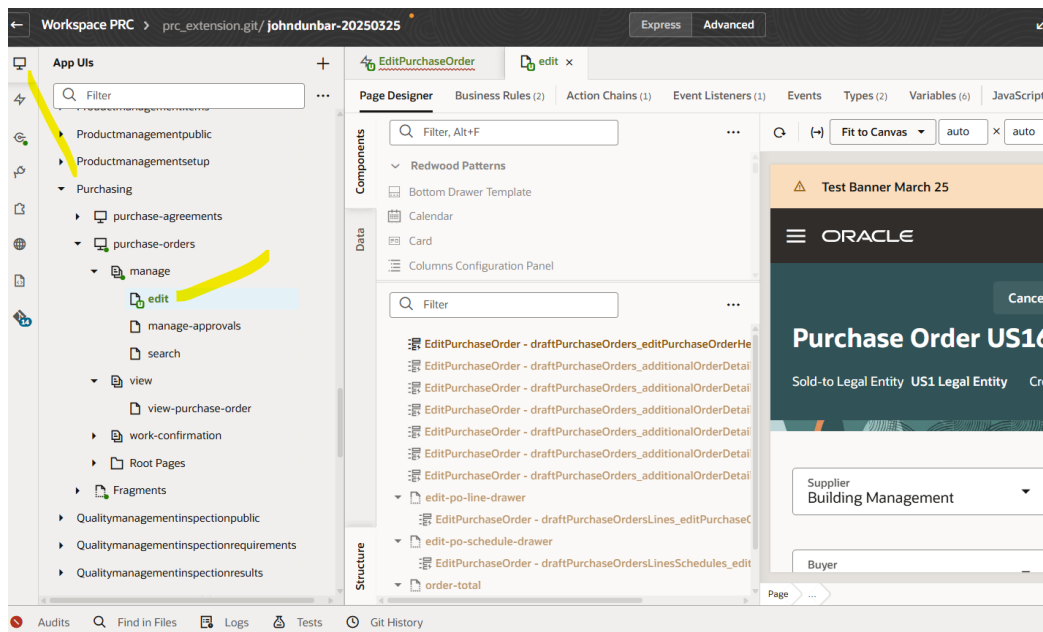 Workspace PRC > prc_extension.git/ johndunbar-20250325
Express Advanced
App UIs
Filter
Productmanagementitems
Productmanagementpublic
Productmanagementsetup
Purchasing
purchase-agreements
purchase-orders
manage
edit
manage-approvals
search
view
view-purchase-order
work-confirmation
Root Pages
Fragments
Qualitymanagementinspectionpublic
Qualitymanagementinspectionrequirements
Qualitymanagementinspectionresults
14
EditPurchaseOrder edit ×
Page Designer Business Rules (2) Action Chains (1) Event Listeners (1) Events Types (2) Variables (6) JavaScript
Components
Data
Structure
Filter, Alt+F
Redwood Patterns
Bottom Drawer Template
Calendar
Card
Columns Configuration Panel
Filter
EditPurchaseOrder - draftPurchaseOrders_editPurchaseOrderHe
EditPurchaseOrder - draftPurchaseOrders_additionalOrderDetai
EditPurchaseOrder - draftPurchaseOrders_additionalOrderDetai
EditPurchaseOrder - draftPurchaseOrders_additionalOrderDetai
EditPurchaseOrder - draftPurchaseOrders_additionalOrderDetai
EditPurchaseOrder - draftPurchaseOrders_additionalOrderDetai
EditPurchaseOrder - draftPurchaseOrders_additionalOrderDetai
edit-po-line-drawer
EditPurchaseOrder - draftPurchaseOrdersLines_editPurchaseO
edit-po-schedule-drawer
EditPurchaseOrder - draftPurchaseOrdersLinesSchedules_edit
order-total
Fit to Canvas auto × auto
Test Banner March 25
ORACLE
Cance
Purchase Order US16
Sold-to Legal Entity US1 Legal Entity Cr
Supplier
Building Management
Buyer
Page ...
Audits Find in Files Logs Tests Git History